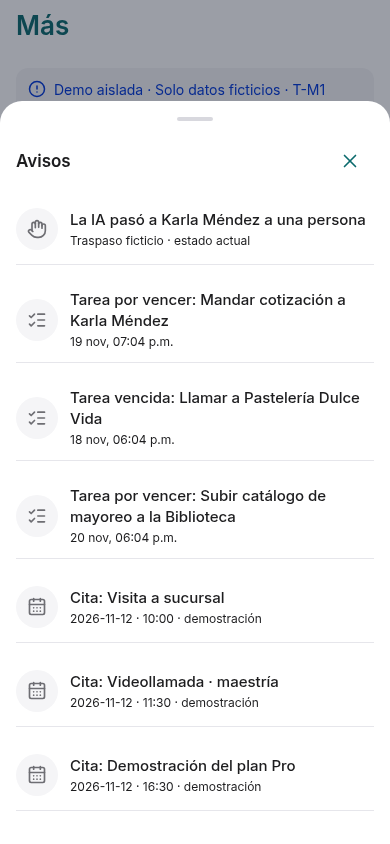 Más
Demo aislada · Solo datos ficticios · T-M1
Avisos
La IA pasó a Karla Méndez a una persona
Traspaso ficticio · estado actual
Tarea por vencer: Mandar cotización a
Karla Méndez
19 nov, 07:04 p.m.
Tarea vencida: Llamar a Pastelería Dulce
Vida
18 nov, 06:04 p.m.
Tarea por vencer: Subir catálogo de
mayoreo a la Biblioteca
20 nov, 06:04 p.m.
Cita: Visita a sucursal
2026-11-12 · 10:00 · demostración
Cita: Videollamada · maestría
2026-11-12 · 11:30 · demostración
Cita: Demostración del plan Pro
2026-11-12 · 16:30 · demostración